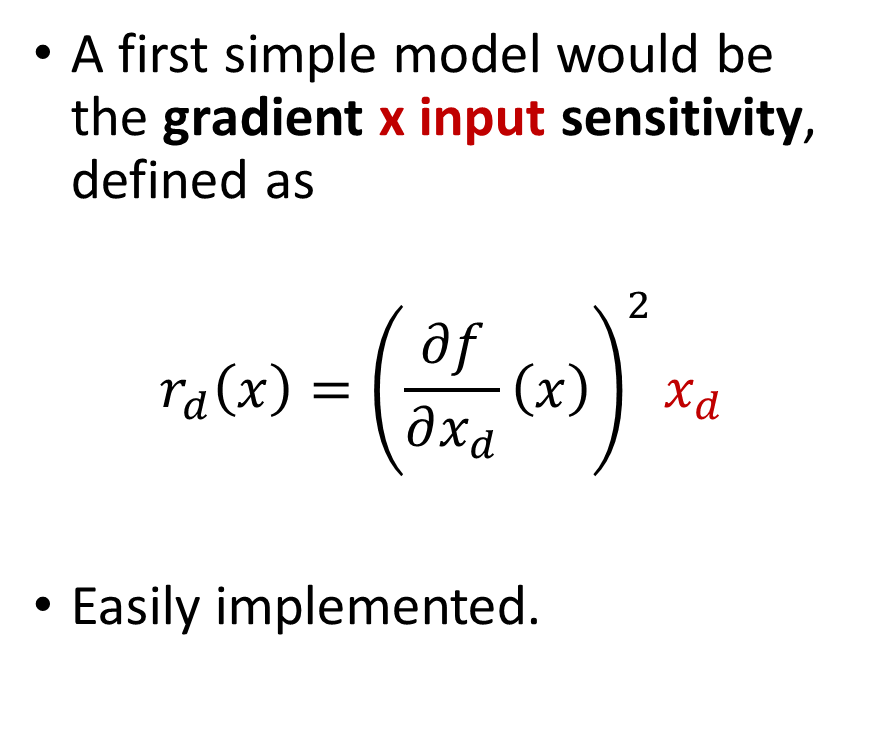 • A first simple model would be
the gradient x input sensitivity,
defined as
r_d(x) = (∂f/∂x_d (x))² x_d
• Easily implemented.